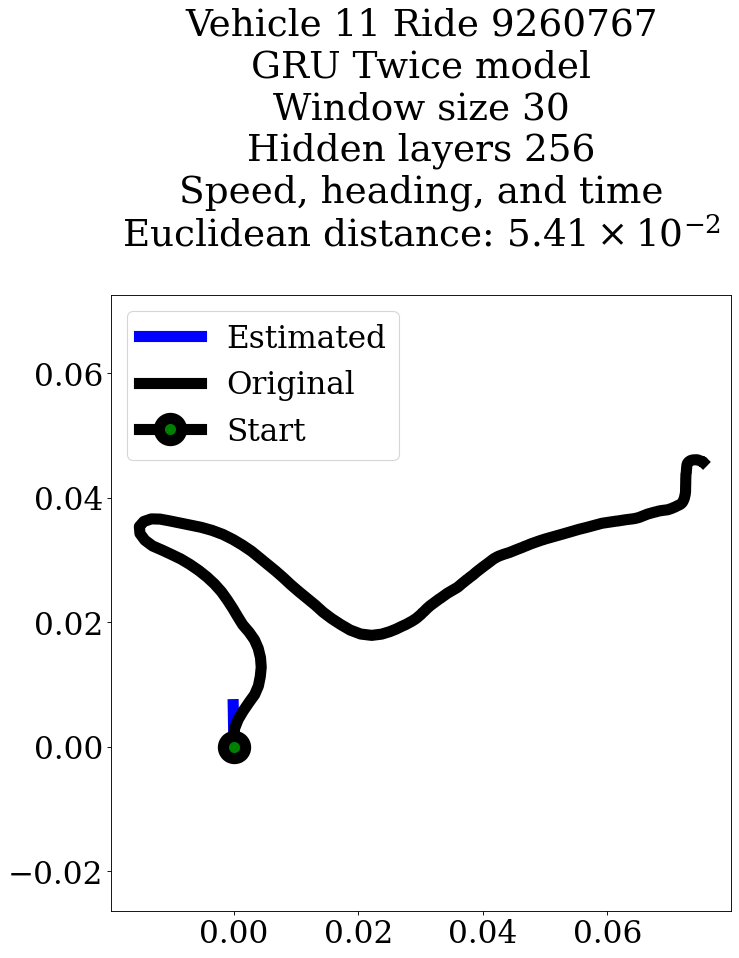 Vehicle 11 Ride 9260767
GRU Twice model
Window size 30
Hidden layers 256
Speed, heading, and time
Euclidean distance: 5.41 × 10⁻²
Estimated
Original
Start
0.06
0.04
0.02
0.00
−0.02
0.00 0.02 0.04 0.06